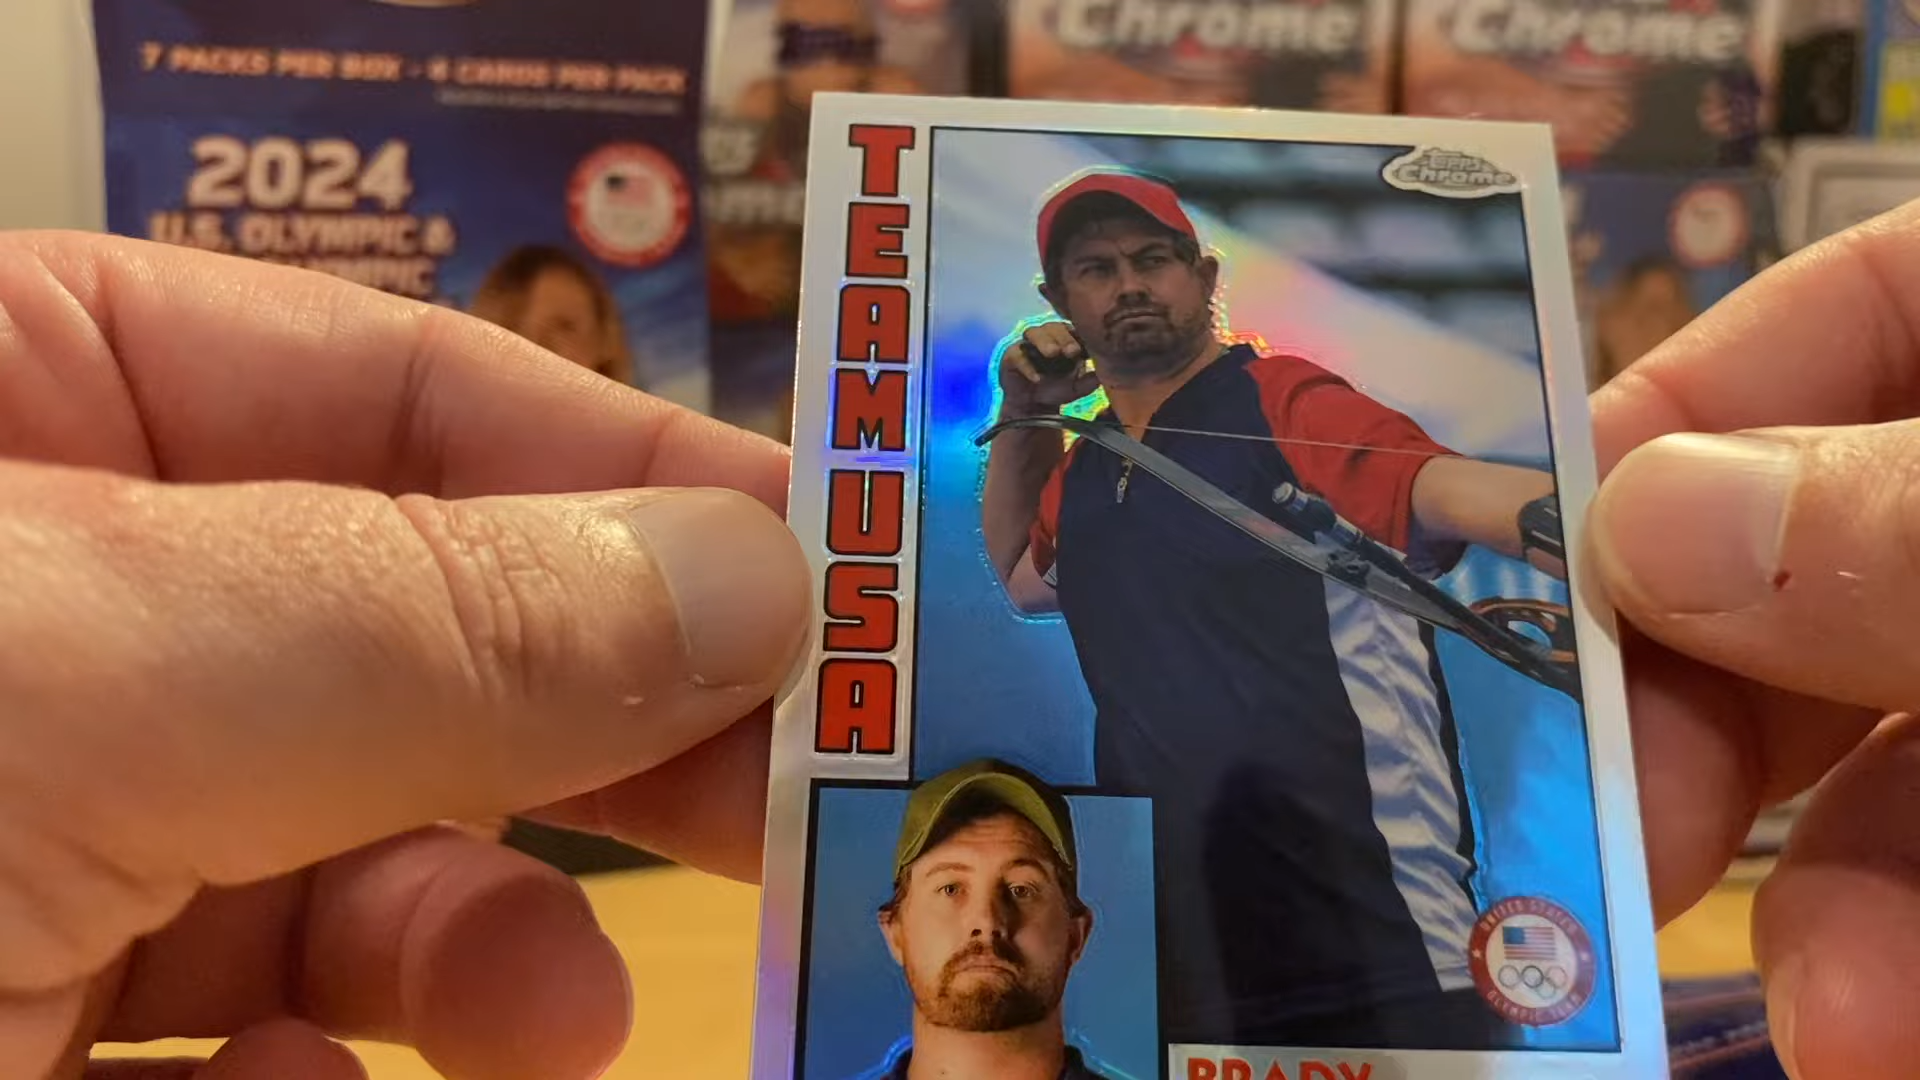 7 PACKS PER BOX - 4 CARDS PER PACK
2024
U.S. OLYMPIC &
Chrome
Chrome
TEAM USA
Topps
Chrome
UNITED STATES
OLYMPIC TEAM
BRADY